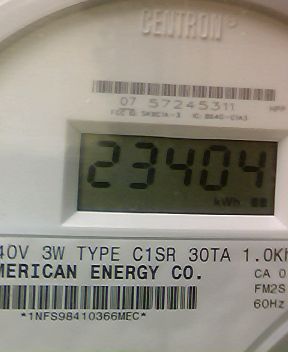 CENTRON®
07 57245311
23404
kWh
40V 3W TYPE C1SR 30TA 1.0Kh
MERICAN ENERGY CO.
CA 0
FM2S
60Hz
*1NFS98410366MEC*